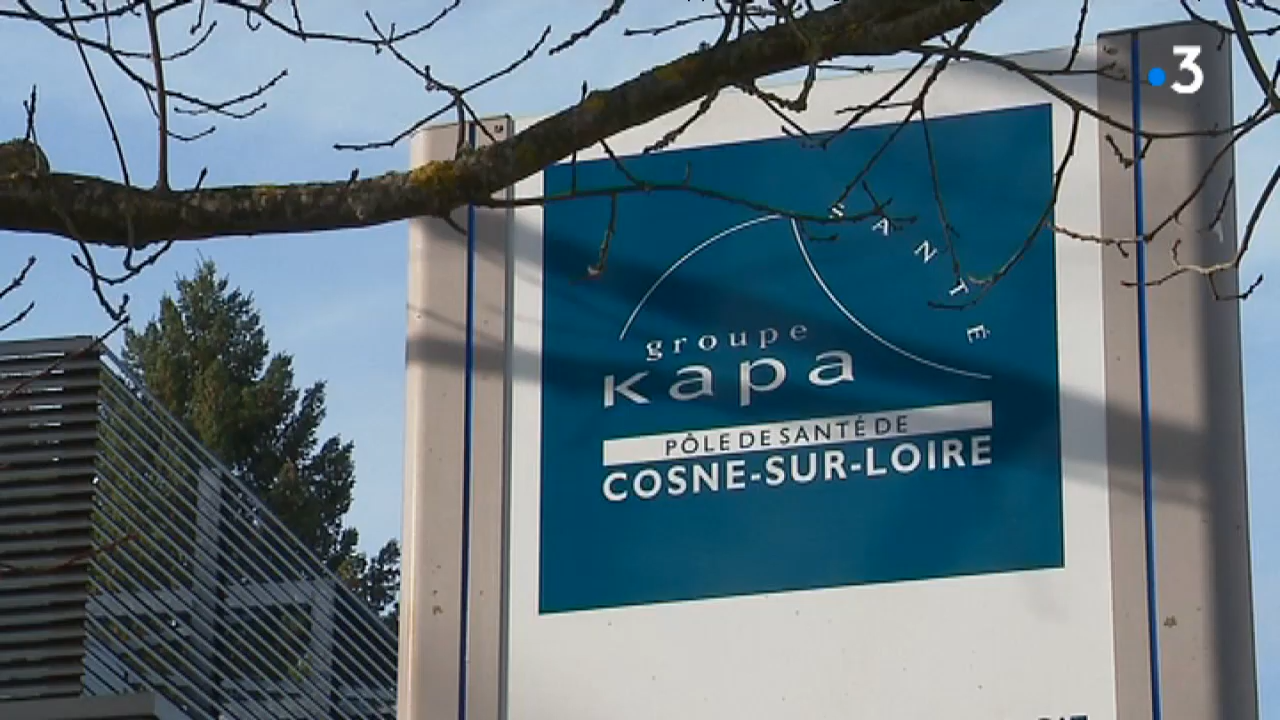 3
SANTÉ
groupe
kapa
PÔLE DE SANTÉ DE
COSNE-SUR-LOIRE